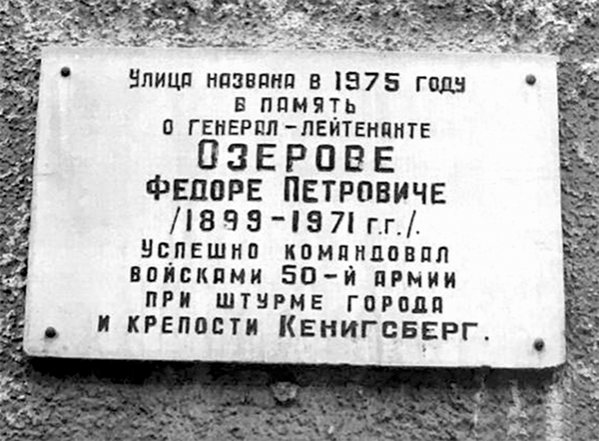 Улица названа в 1975 году
в память
о генерал-лейтенанте
Озерове
Федоре Петровиче
/1899-1971 г.г./.
Успешно командовал
войсками 50-й армии
при штурме города
и крепости Кенигсберг.